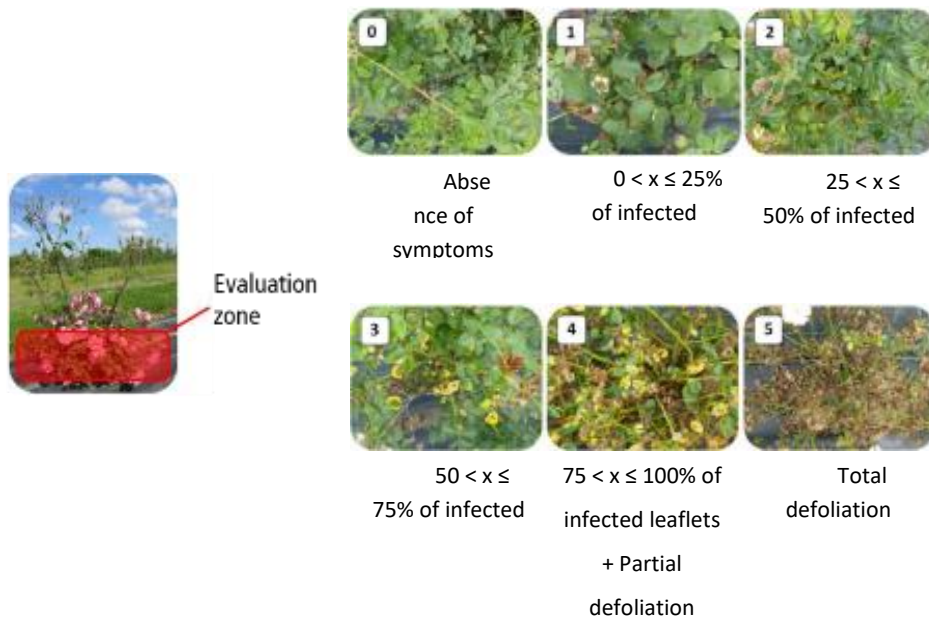 0
1
2
Abse
nce of
symptoms
0 < x ≤ 25%
of infected
25 < x ≤
50% of infected
Evaluation
zone
3
4
5
50 < x ≤
75% of infected
75 < x ≤ 100% of
infected leaflets
+ Partial
defoliation
Total
defoliation